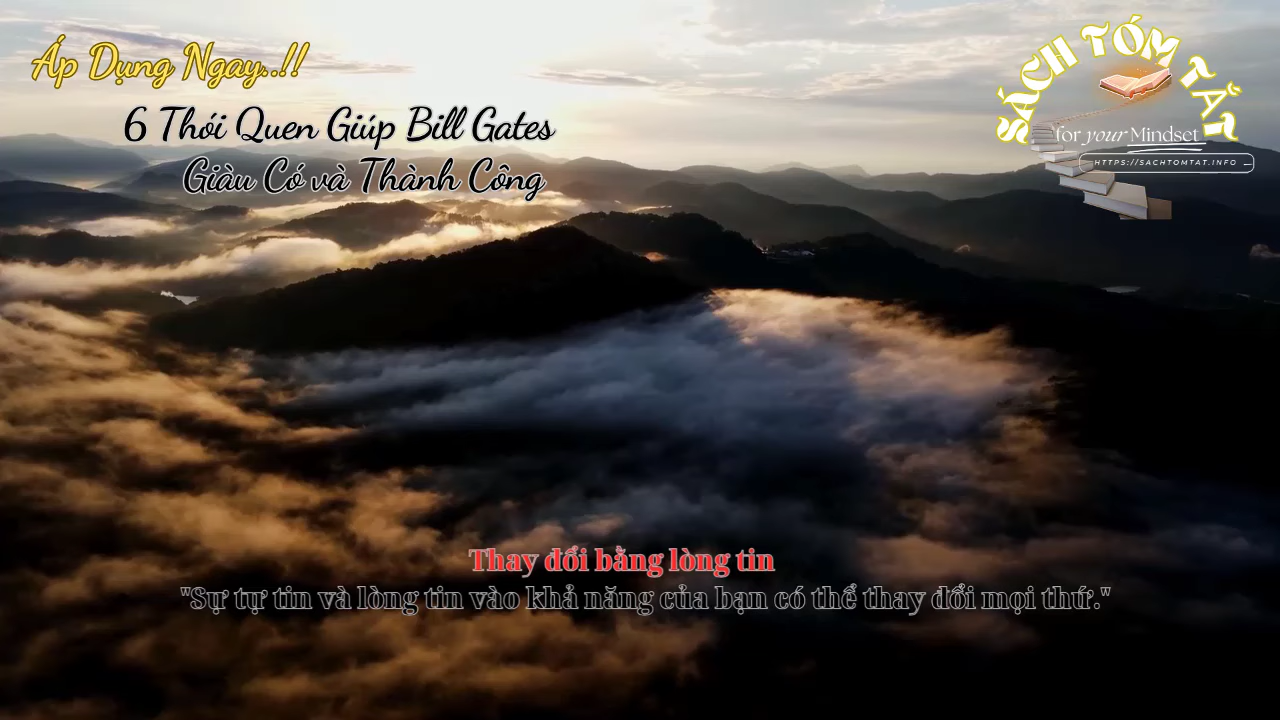 Áp Dụng Ngay..!!
6 Thói Quen Giúp Bill Gates
Giàu Có và Thành Công
SÁCH TÓM TẮT
for your Mindset
HTTPS://SACHTOMTAT.INFO
Thay đổi bằng lòng tin
"Sự tự tin và lòng tin vào khả năng của bạn có thể thay đổi mọi thứ."